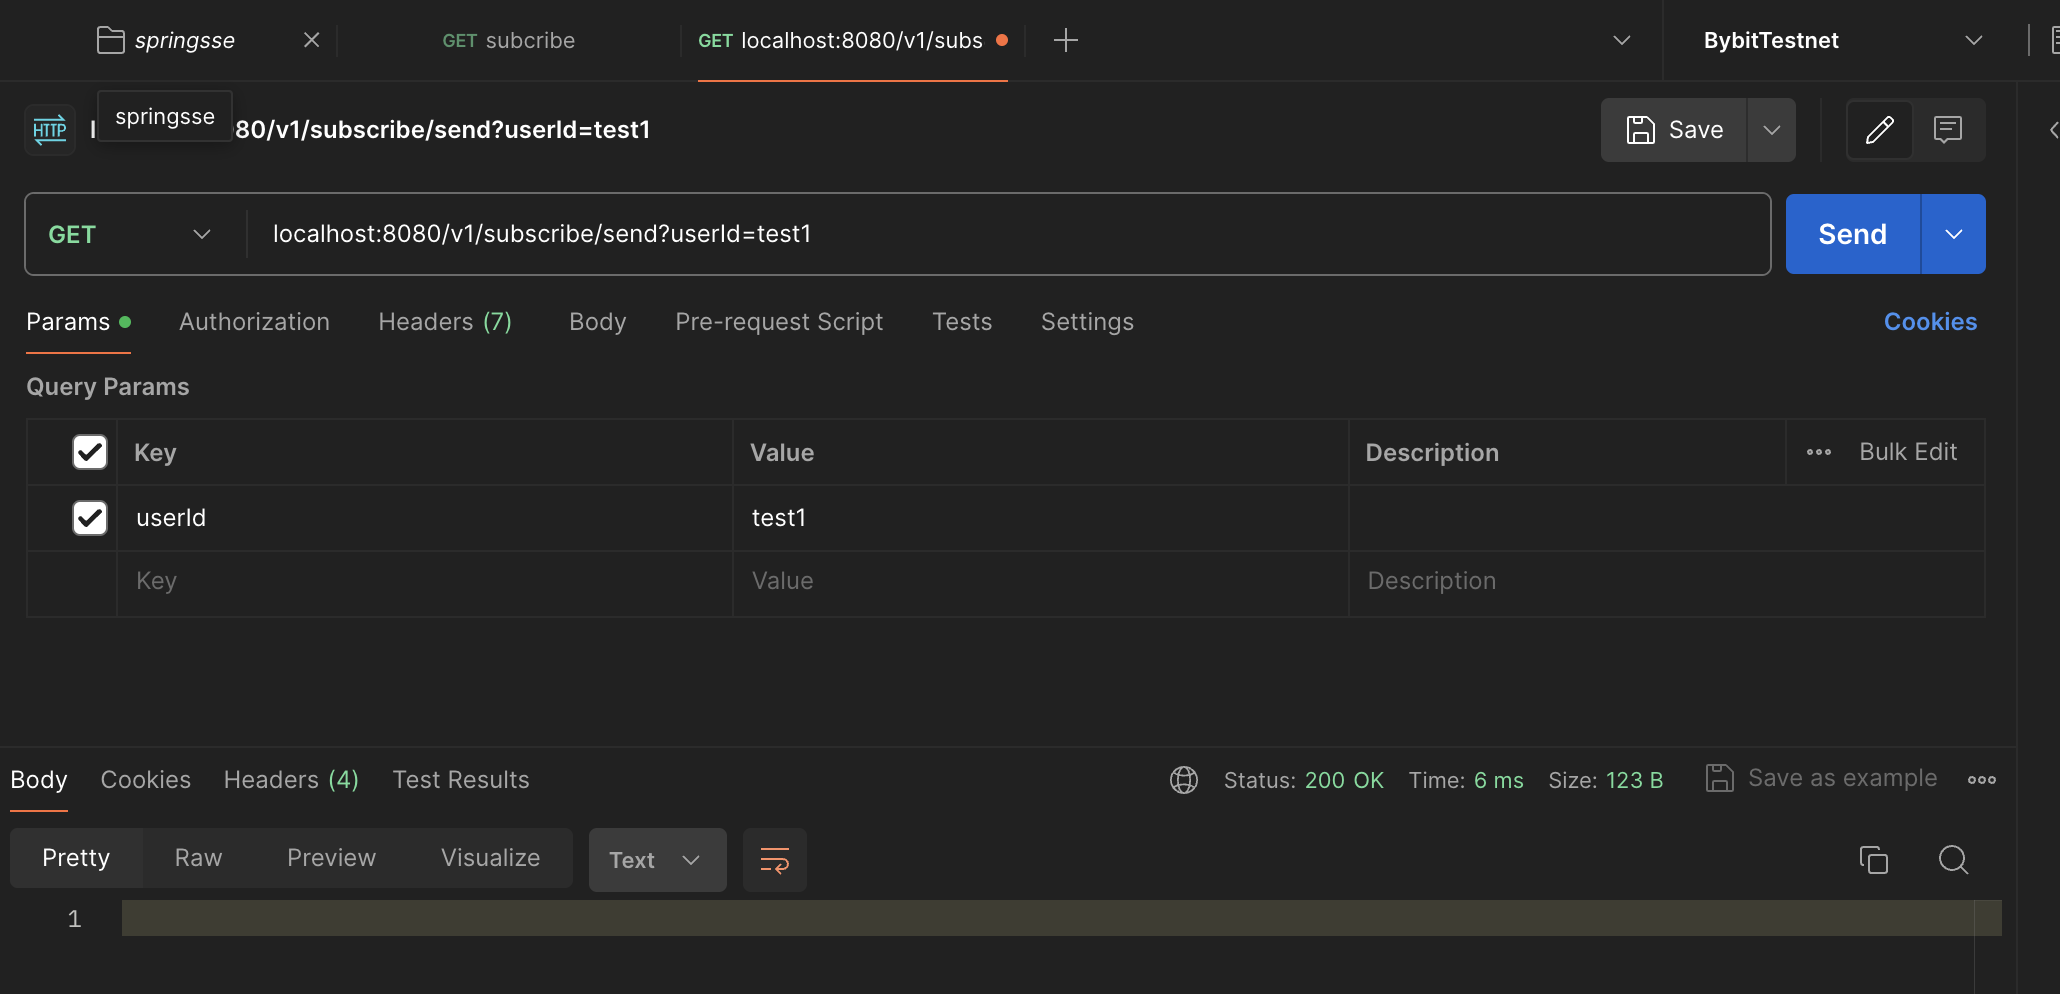 springsse
GET subcribe
GET localhost:8080/v1/subs
BybitTestnet
HTTP
springsse
80/v1/subscribe/send?userId=test1
Save
GET
localhost:8080/v1/subscribe/send?userId=test1
Send
Params
Authorization
Headers (7)
Body
Pre-request Script
Tests
Settings
Cookies
Query Params
Key
Value
Description
Bulk Edit
userId
test1
Key
Value
Description
Body
Cookies
Headers (4)
Test Results
Status: 200 OK
Time: 6 ms
Size: 123 B
Save as example
Pretty
Raw
Preview
Visualize
Text
1